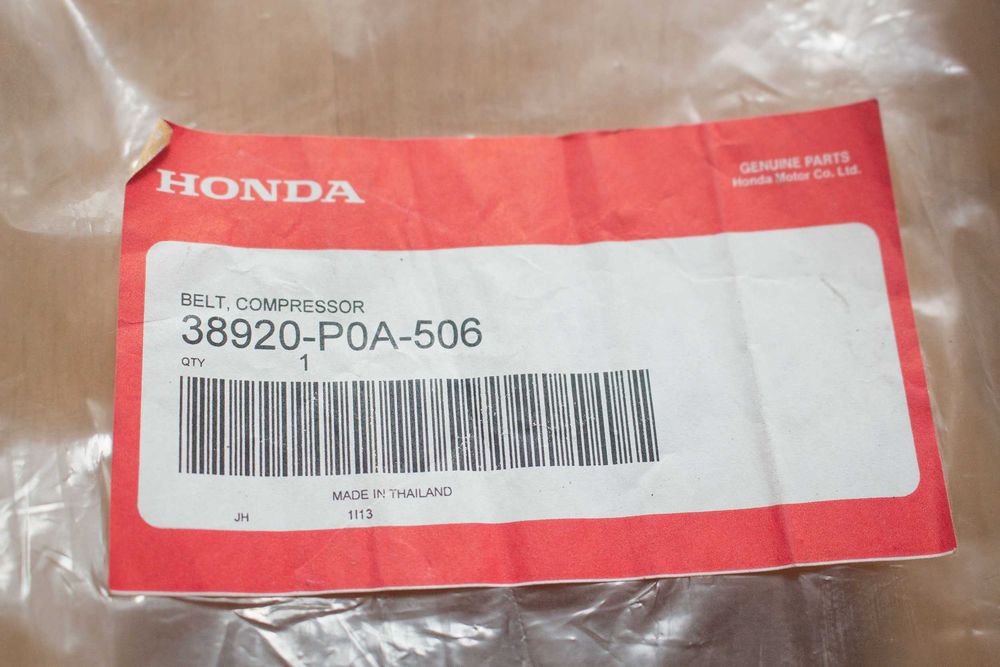 HONDA
GENUINE PARTS
Honda Motor Co. Ltd.
BELT, COMPRESSOR
38920-P0A-506
QTY 1
MADE IN THAILAND
JH 1I13